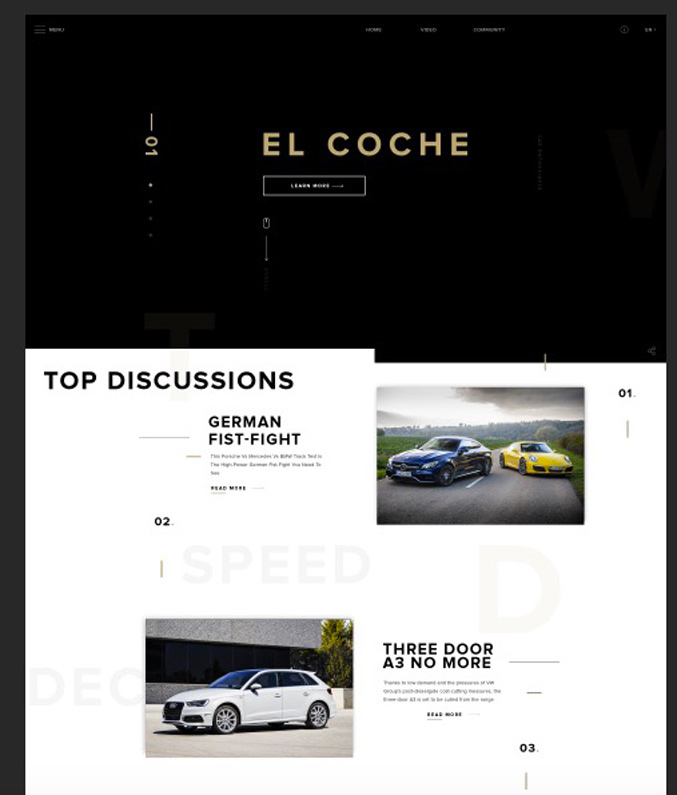 MENU
HOME
VIDEO
COMMUNITY
EN
01
EL COCHE
LEARN MORE
W
T
TOP DISCUSSIONS
01.
GERMAN
FIST-FIGHT
This Porsche Vs Mercedes Vs BMW Track Test Is
The High Power German Fist Fight You Need To
See
READ MORE
02.
SPEED
D
THREE DOOR
A3 NO MORE
Thanks to low demand and the pressures of VW
Group's post-dieselgate cost cutting measures, the
three-door A3 is set to be culled from the range
READ MORE
DEC
03.